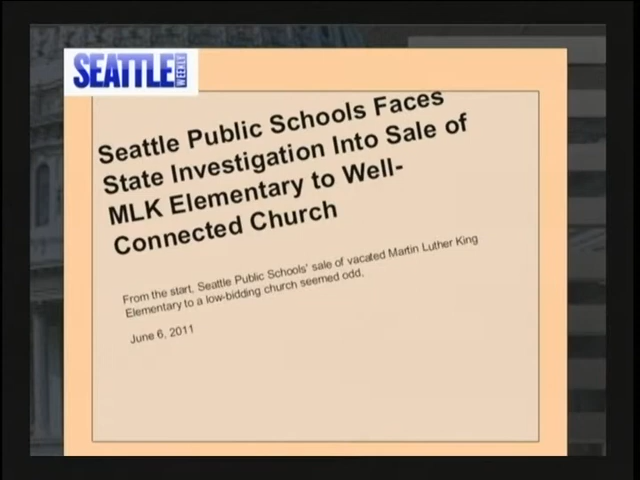 SEATTLE WEEKLY
Seattle Public Schools Faces
State Investigation Into Sale of
MLK Elementary to Well-
Connected Church
From the start, Seattle Public Schools' sale of vacated Martin Luther King
Elementary to a low-bidding church seemed odd.
June 6, 2011